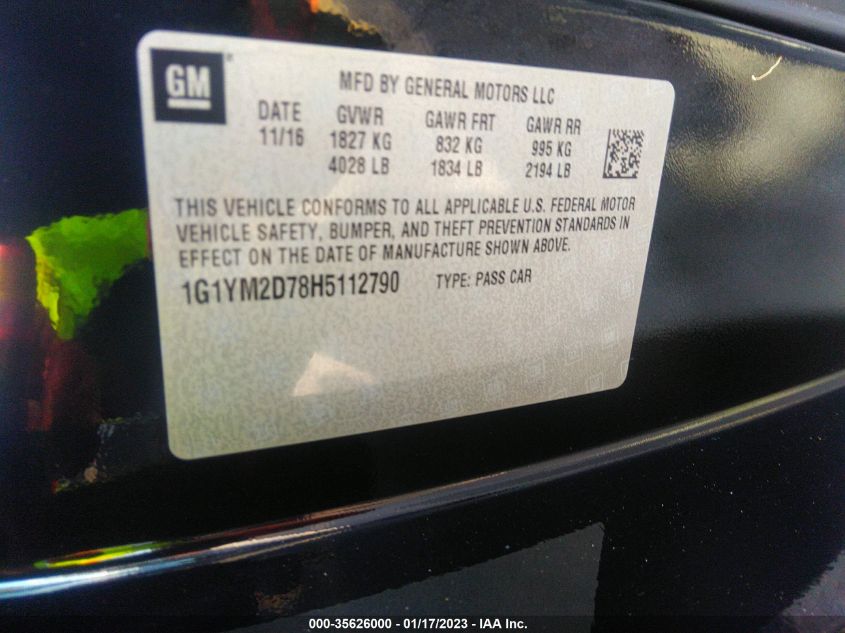 GM®
MFD BY GENERAL MOTORS LLC
DATE GVWR GAWR FRT GAWR RR
11/16 1827 KG 832 KG 995 KG
4028 LB 1834 LB 2194 LB
THIS VEHICLE CONFORMS TO ALL APPLICABLE U.S. FEDERAL MOTOR
VEHICLE SAFETY, BUMPER, AND THEFT PREVENTION STANDARDS IN
EFFECT ON THE DATE OF MANUFACTURE SHOWN ABOVE.
1G1YM2D78H5112790 TYPE: PASS CAR
000-35626000 - 01/17/2023 - IAA Inc.